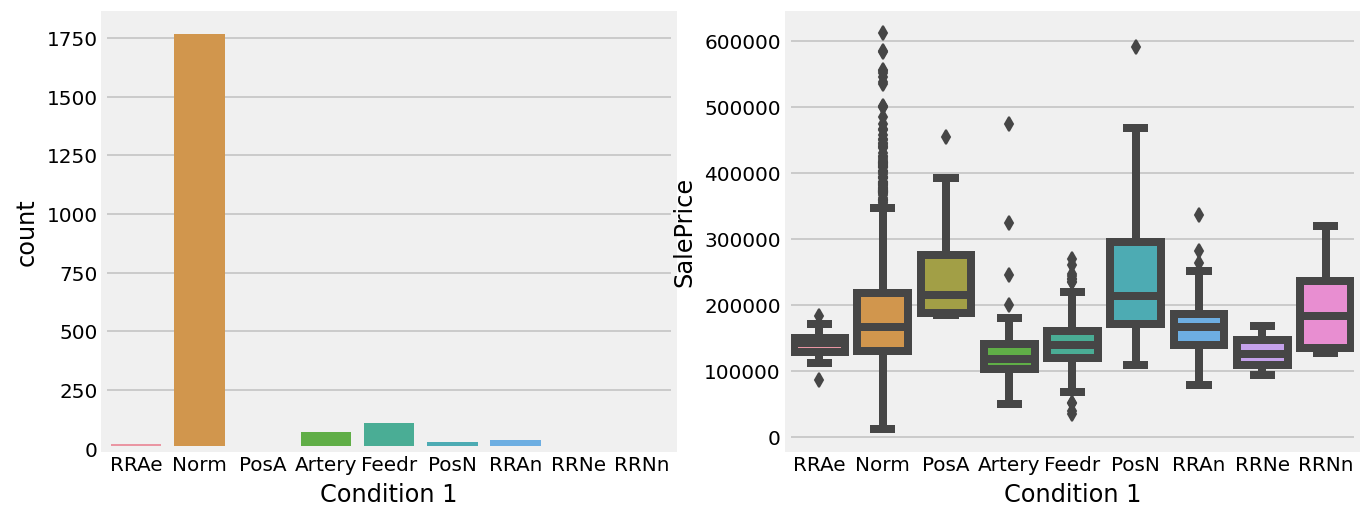 1750
1500
1250
1000
750
500
250
0
count
RRAe Norm PosA Artery Feedr PosN RRAn RRNe RRNn
Condition 1
600000
500000
400000
300000
200000
100000
0
SalePrice
RRAe Norm PosA Artery Feedr PosN RRAn RRNe RRNn
Condition 1